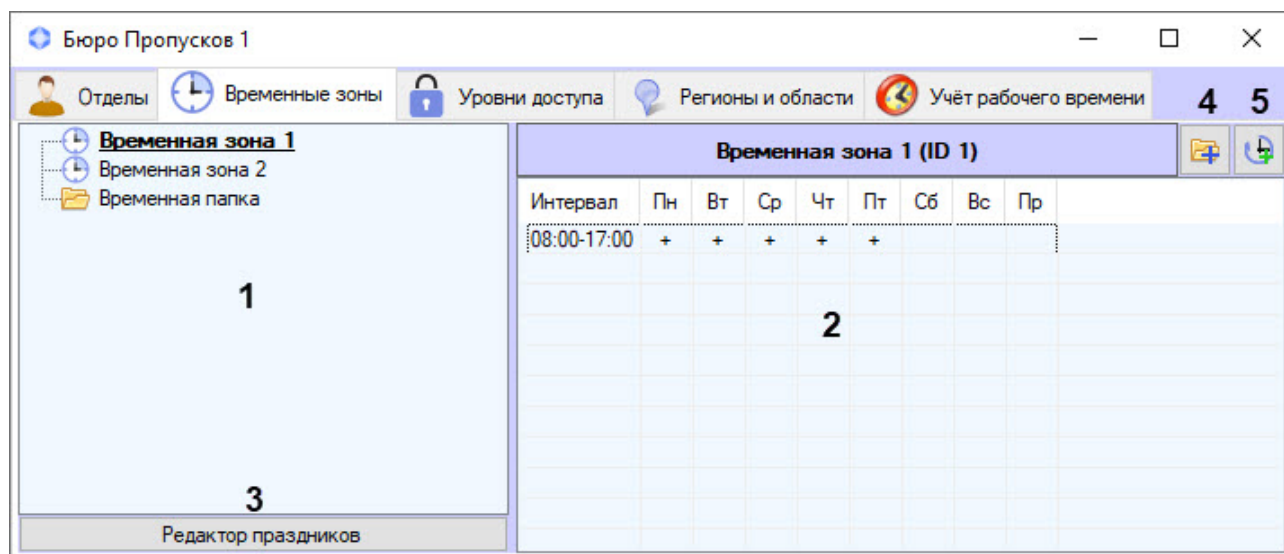 Бюро Пропусков 1
Отделы Временные зоны Уровни доступа Регионы и области Учёт рабочего времени 4 5
Временная зона 1
Временная зона 2
Временная папка
1
3
Редактор праздников
Временная зона 1 (ID 1)
Интервал Пн Вт Ср Чт Пт Сб Вс Пр
08:00-17:00 + + + + +
2